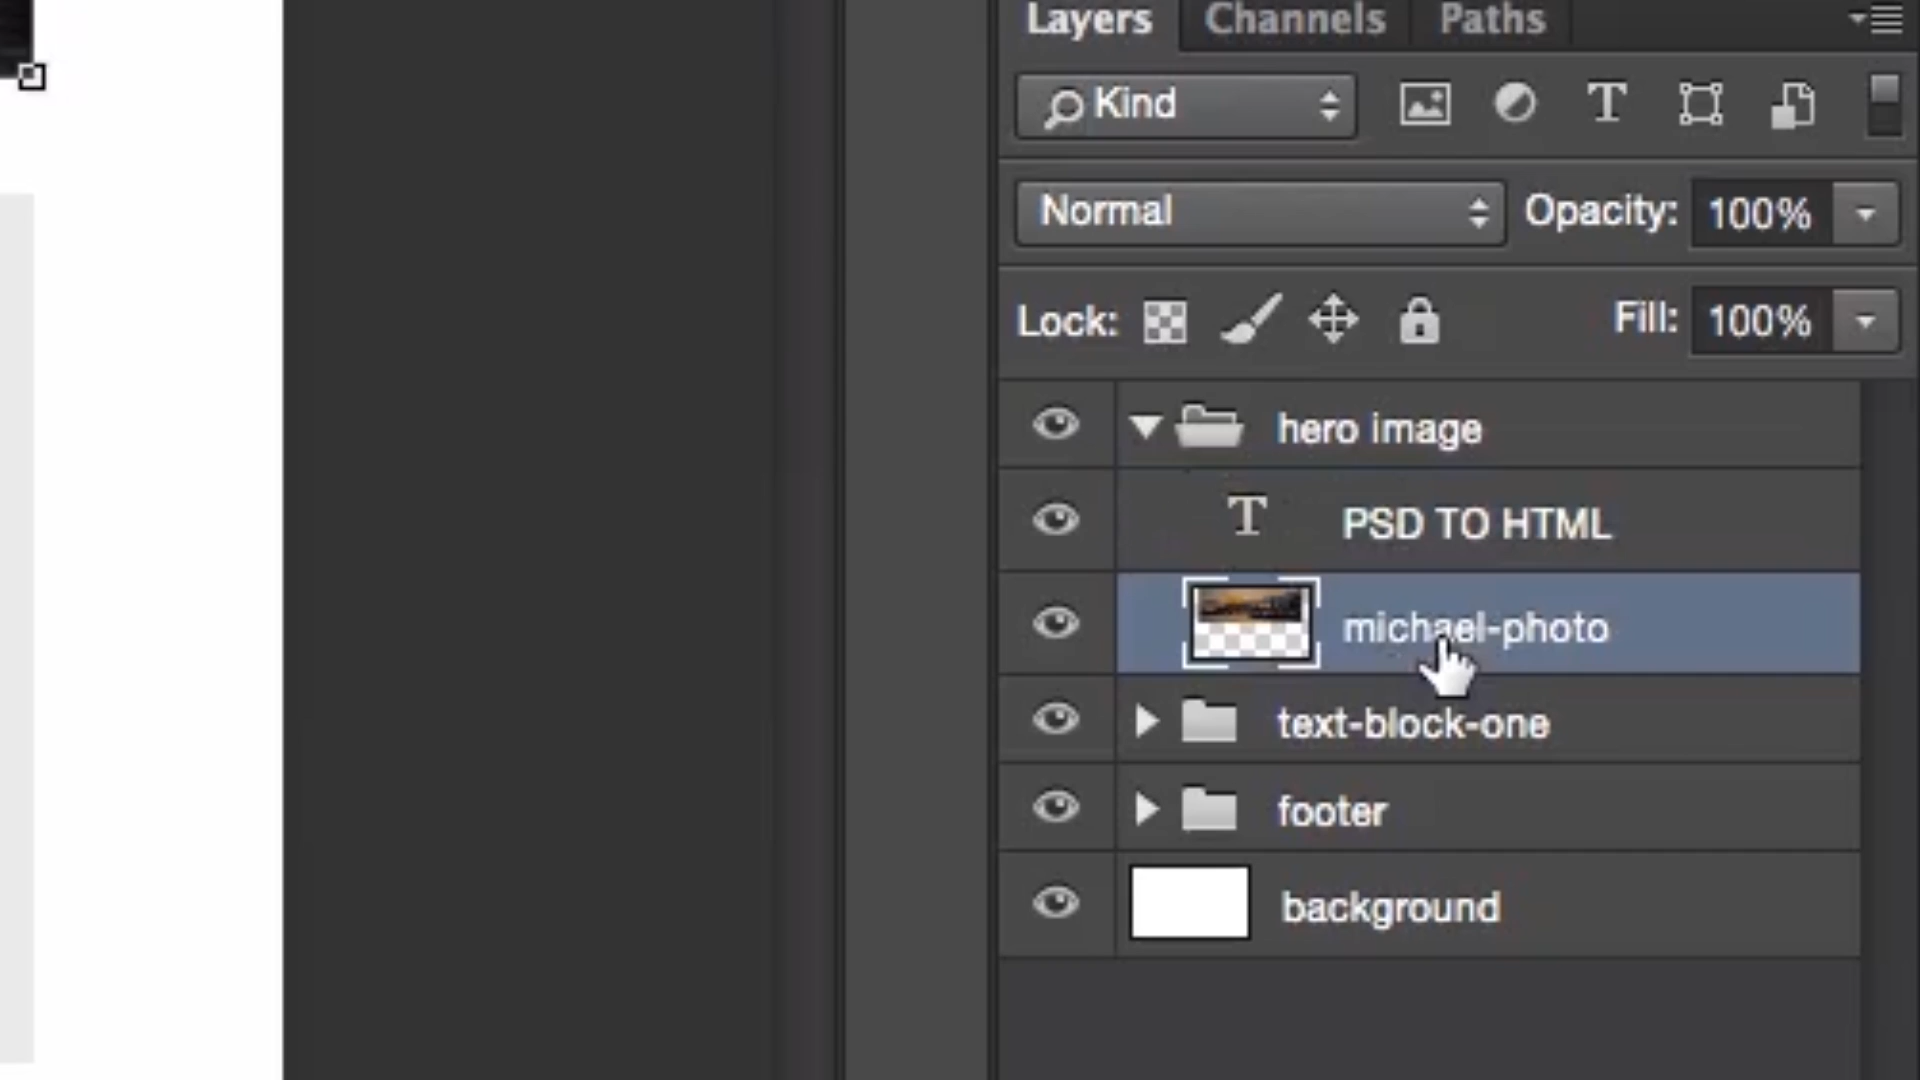 Layers Channels Paths
Kind
Normal Opacity: 100%
Lock: Fill: 100%
hero image
T PSD TO HTML
michael-photo
text-block-one
footer
background